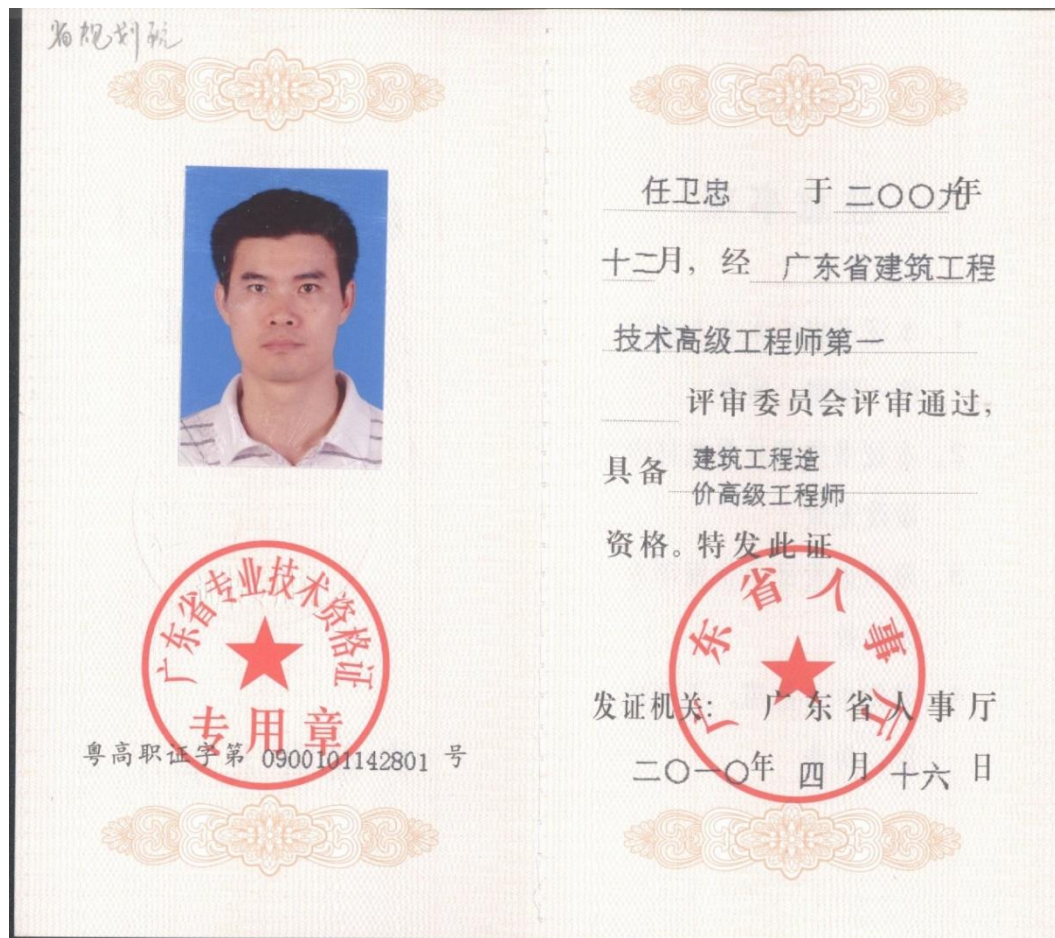 省规划院
广东省专业技术资格证
专用章
粤高职证字第 0900101142801 号
任卫忠 于 二〇〇九年
十二月，经 广东省建筑工程
技术高级工程师第一
评审委员会评审通过，
具备 建筑工程造
价高级工程师
资格。特发此证
广东省人事厅
发证机关：广东省人事厅
二〇一〇年 四 月 十六 日